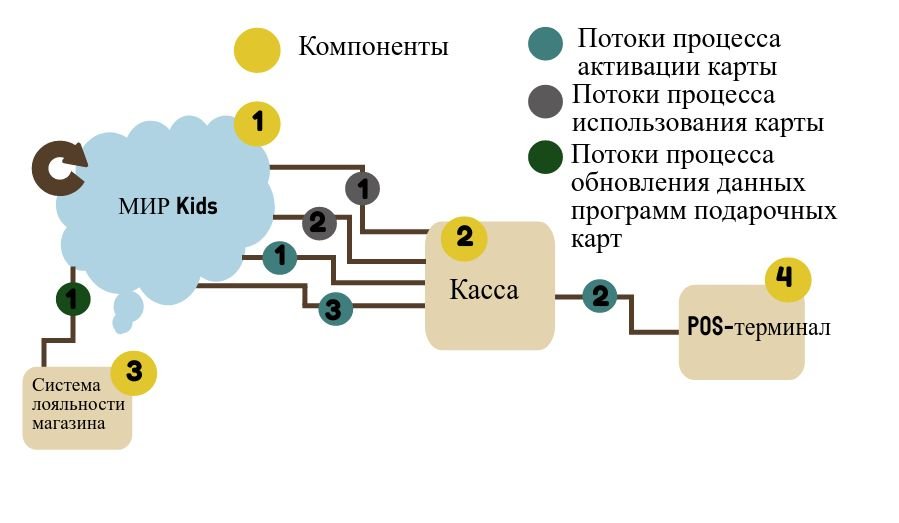 Компоненты
Потоки процесса
активации карты
Потоки процесса
использования карты
Потоки процесса
обновления данных
программ подарочных
карт
1
МИР Kids
1
2
1
3
2
Касса
2
4
POS-терминал
1
3
Система
лояльности
магазина